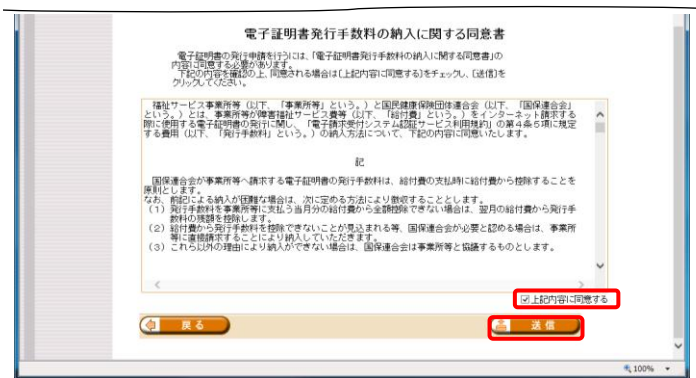 電子証明書発行手数料の納入に関する同意書
電子証明書の発行申請を行うには、「電子証明書発行手数料の納入に関する同意書」の
内容に同意する必要があります。
下記の内容を確認の上、同意される場合は［上記内容に同意する］をチェックし、［送信］を
クリックしてください。
福祉サービス事業所等（以下、「事業所等」という。）と国民健康保険団体連合会（以下、「国保連合会」
という。）とは、事業所等が障害福祉サービス費等（以下、「給付費」という。）をインターネット請求する
際に使用する電子証明書の発行に関し、「電子請求受付システム認証サービス利用規約」の第４条５項に規定
する費用（以下、「発行手数料」という。）の納入方法について、下記の内容に同意いたします。
記
国保連合会が事業所等へ請求する電子証明書の発行手数料は、給付費の支払時に給付費から控除することを
原則とします。
なお、前記による納入が困難な場合は、次に定める方法により徴収することとします。
（１）発行手数料を事業所等に支払う当月分の給付費から全額控除できない場合は、翌月の給付費から発行手
数料の残額を控除します。
（２）給付費から発行手数料を控除できないことが見込まれる等、国保連合会が必要と認める場合は、事業所
等に直接請求することにより納入していただきます。
（３）これら以外の理由により納入ができない場合は、国保連合会は事業所等と協議するものとします。
上記内容に同意する
戻る
送信
100%